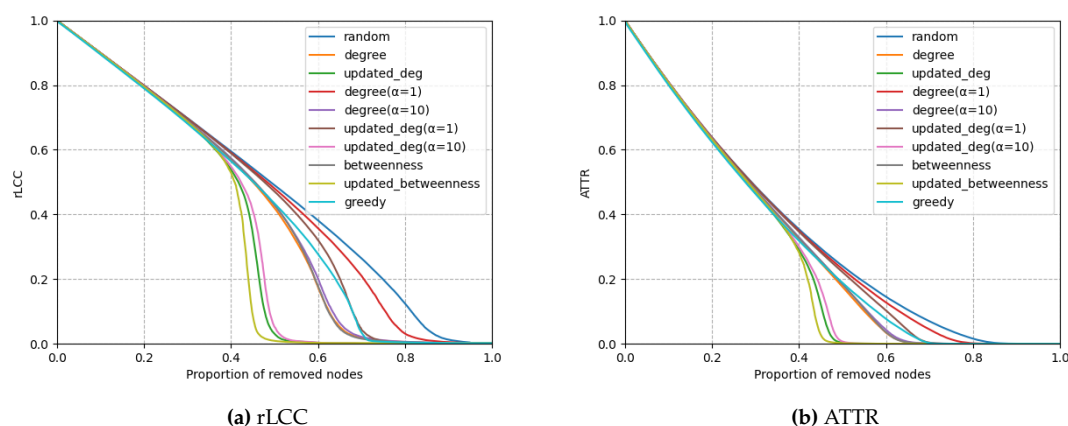 1.0
0.8
0.6
0.4
0.2
0.0
rLCC
0.0 0.2 0.4 0.6 0.8 1.0
Proportion of removed nodes
random
degree
updated_deg
degree(α=1)
degree(α=10)
updated_deg(α=1)
updated_deg(α=10)
betweenness
updated_betweenness
greedy
(a) rLCC
1.0
0.8
0.6
0.4
0.2
0.0
ATTR
0.0 0.2 0.4 0.6 0.8 1.0
Proportion of removed nodes
random
degree
updated_deg
degree(α=1)
degree(α=10)
updated_deg(α=1)
updated_deg(α=10)
betweenness
updated_betweenness
greedy
(b) ATTR